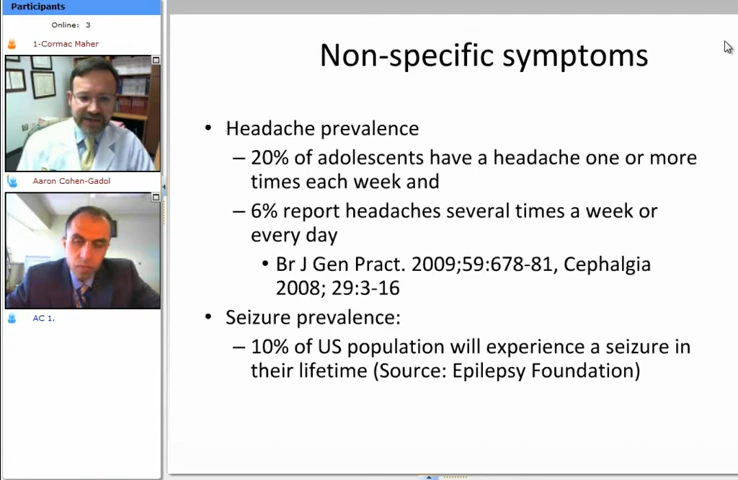 Participants
Online: 3
1-Cormac Maher
Aaron Cohen-Gadol
AC 1.
Non-specific symptoms
• Headache prevalence
– 20% of adolescents have a headache one or more
times each week and
– 6% report headaches several times a week or
every day
• Br J Gen Pract. 2009;59:678-81, Cephalgia
2008; 29:3-16
• Seizure prevalence:
– 10% of US population will experience a seizure in
their lifetime (Source: Epilepsy Foundation)